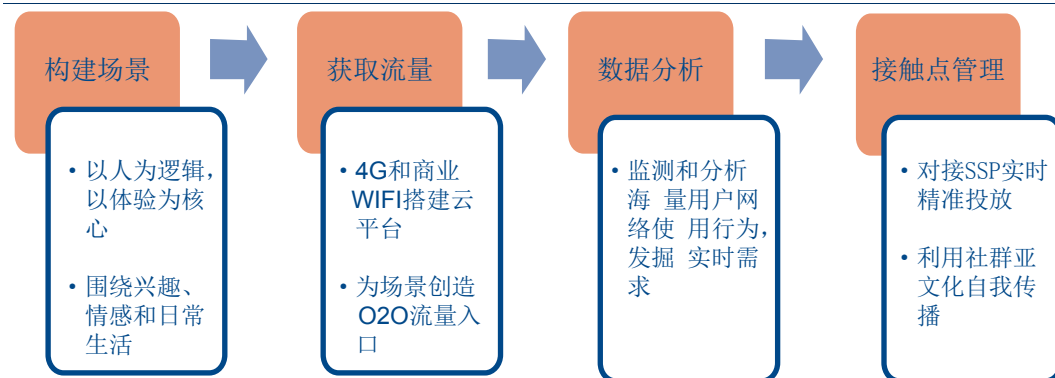 构建场景
• 以人为逻辑，
以体验为核
心
• 围绕兴趣、
情感和日常
生活
获取流量
• 4G和商业
WIFI搭建云
平台
• 为场景创造
O2O流量入
口
数据分析
• 监测和分析
海 量用户网
络使 用行为，
发掘 实时需
求
接触点管理
• 对接SSP实时
精准投放
• 利用社群亚
文化自我传
播